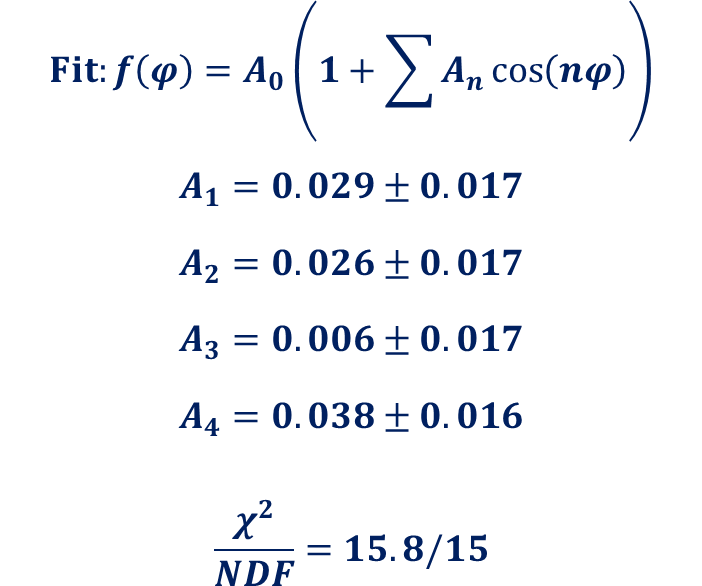 Fit: f(φ) = A₀ ( 1 + ∑ Aₙ cos(nφ) )
A₁ = 0.029 ± 0.017
A₂ = 0.026 ± 0.017
A₃ = 0.006 ± 0.017
A₄ = 0.038 ± 0.016
χ²/NDF = 15.8/15